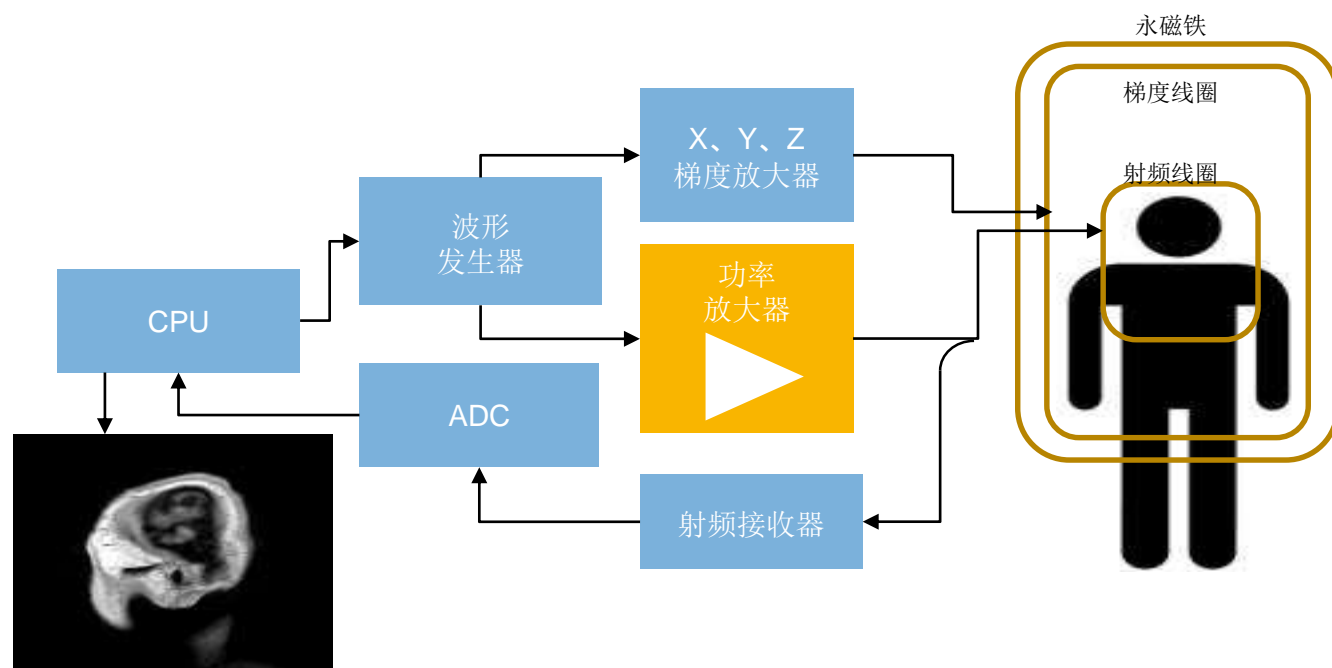 永磁铁
梯度线圈
射频线圈
X、Y、Z
梯度放大器
波形
发生器
功率
放大器
CPU
ADC
射频接收器